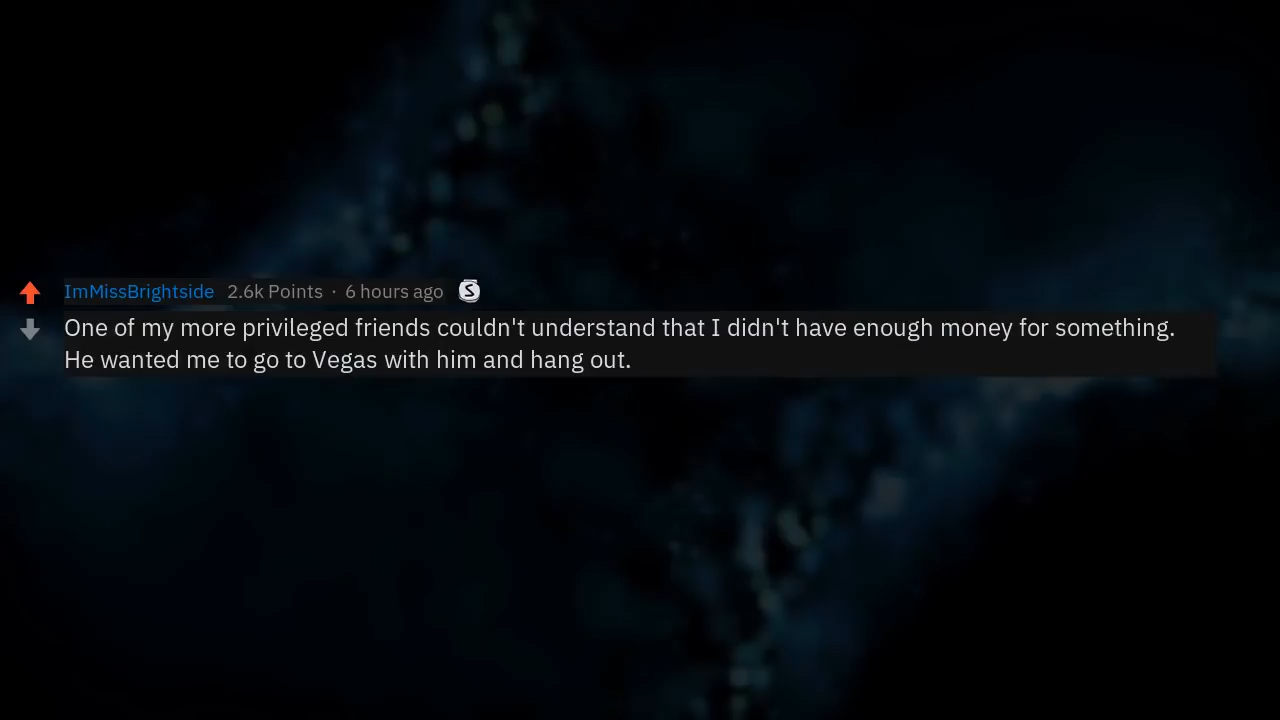 ImMissBrightside 2.6k Points · 6 hours ago S
One of my more privileged friends couldn't understand that I didn't have enough money for something.
He wanted me to go to Vegas with him and hang out.